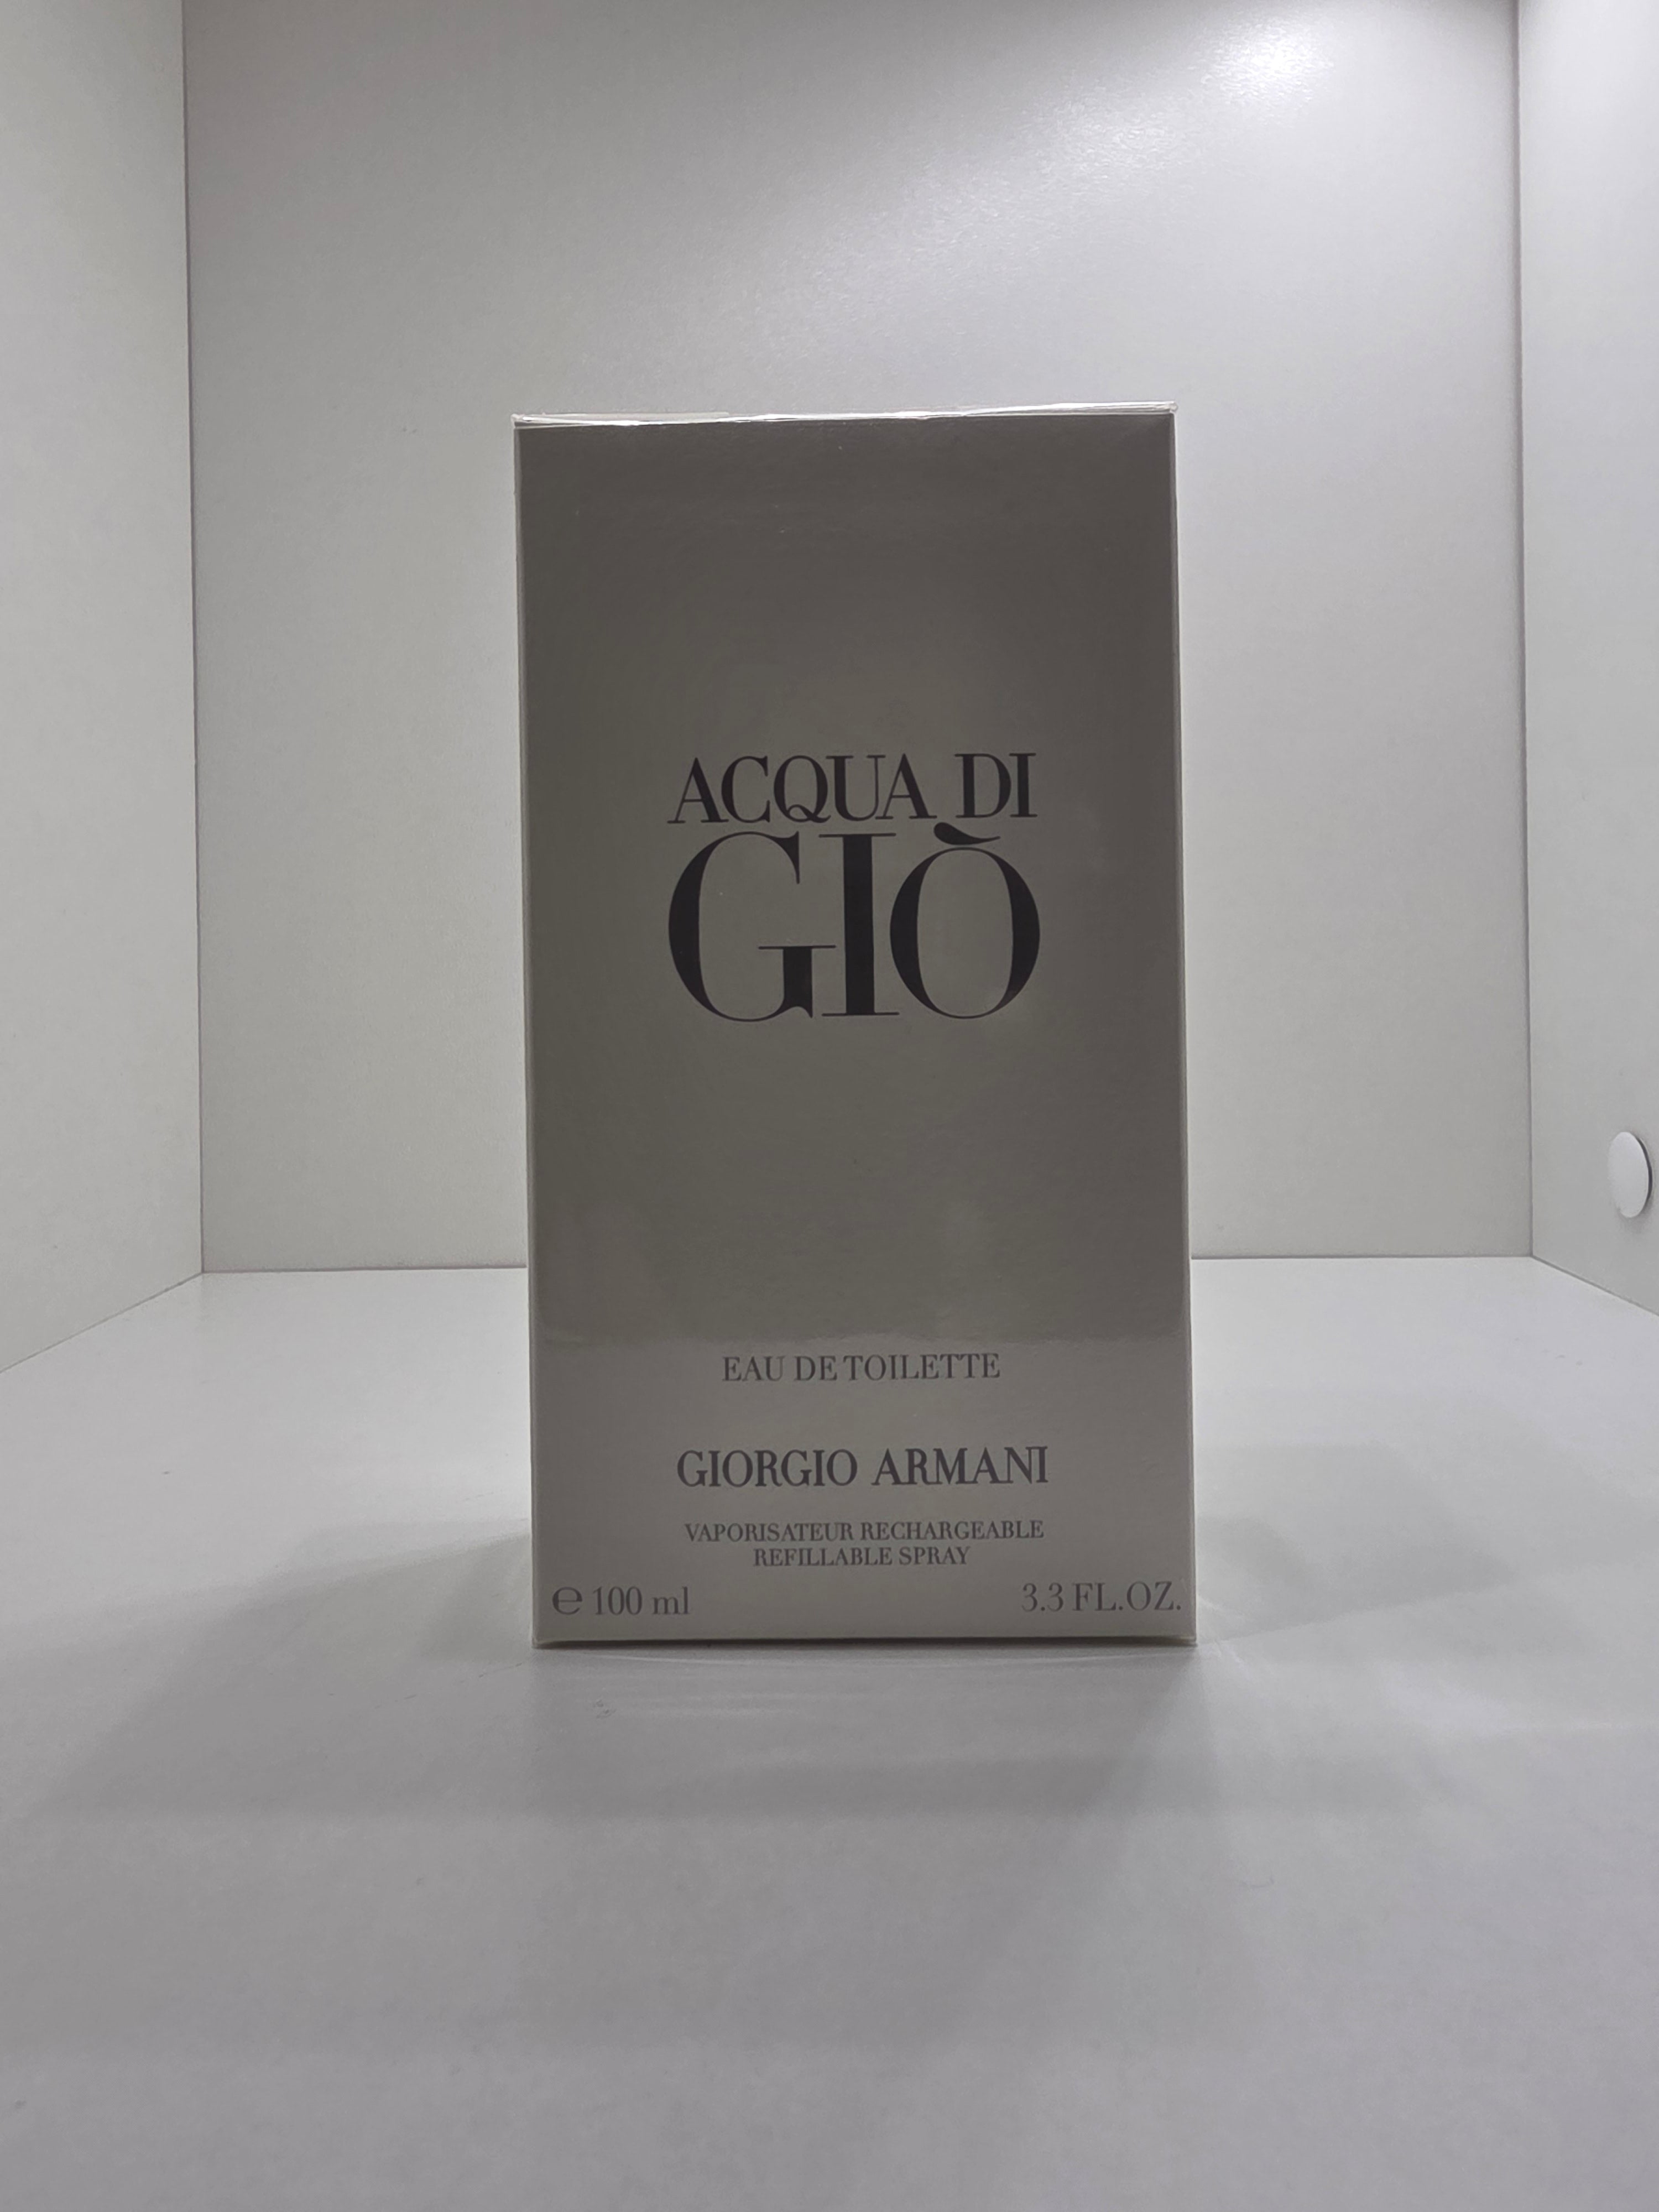 ACQUA DI
GIÒ
EAU DE TOILETTE
GIORGIO ARMANI
VAPORISATEUR RECHARGEABLE
REFILLABLE SPRAY
℮ 100 ml 3.3 FL.OZ.